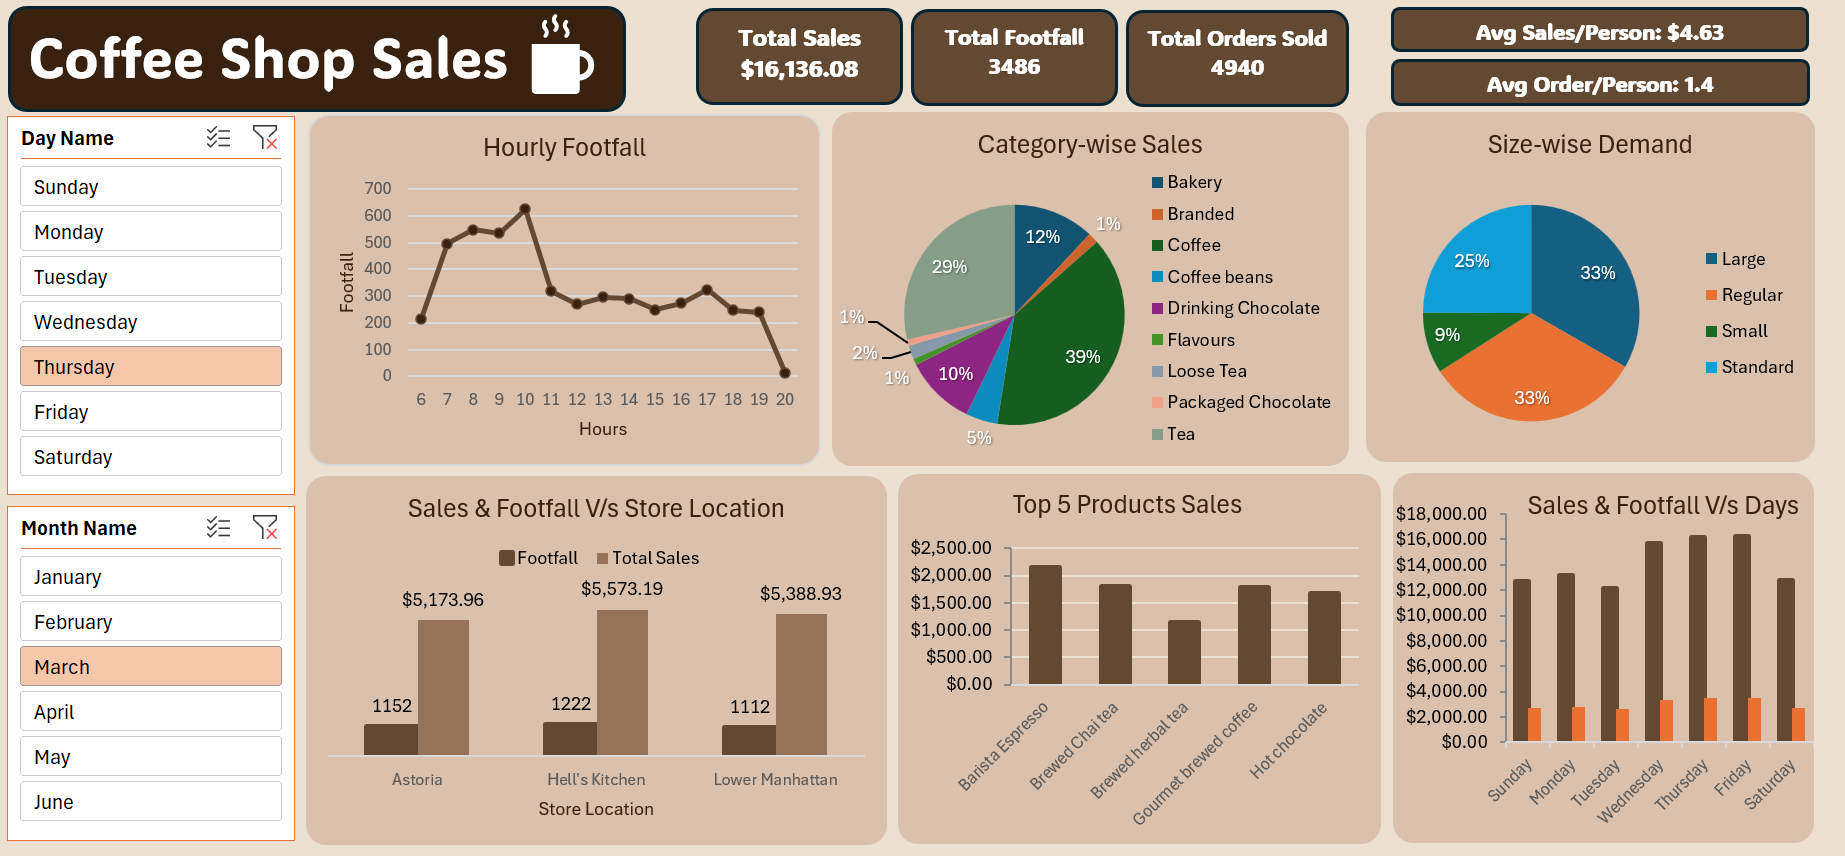 Coffee Shop Sales
Total Sales
$16,136.08
Total Footfall
3486
Total Orders Sold
4940
Avg Sales/Person: $4.63
Avg Order/Person: 1.4
Day Name
Sunday
Monday
Tuesday
Wednesday
Thursday
Friday
Saturday
Month Name
January
February
March
April
May
June
Hourly Footfall
Footfall
700
600
500
400
300
200
100
0
6 7 8 9 10 11 12 13 14 15 16 17 18 19 20
Hours
Category-wise Sales
12%
1%
39%
5%
10%
1%
2%
1%
29%
Bakery
Branded
Coffee
Coffee beans
Drinking Chocolate
Flavours
Loose Tea
Packaged Chocolate
Tea
Size-wise Demand
33%
33%
9%
25%
Large
Regular
Small
Standard
Sales & Footfall V/s Store Location
Footfall Total Sales
$5,173.96
$5,573.19
$5,388.93
1152
1222
1112
Astoria Hell's Kitchen Lower Manhattan
Store Location
Top 5 Products Sales
$2,500.00
$2,000.00
$1,500.00
$1,000.00
$500.00
$0.00
Barista Espresso
Brewed Chai tea
Brewed herbal tea
Gourmet brewed coffee
Hot chocolate
Sales & Footfall V/s Days
$18,000.00
$16,000.00
$14,000.00
$12,000.00
$10,000.00
$8,000.00
$6,000.00
$4,000.00
$2,000.00
$0.00
Sunday
Monday
Tuesday
Wednesday
Thursday
Friday
Saturday